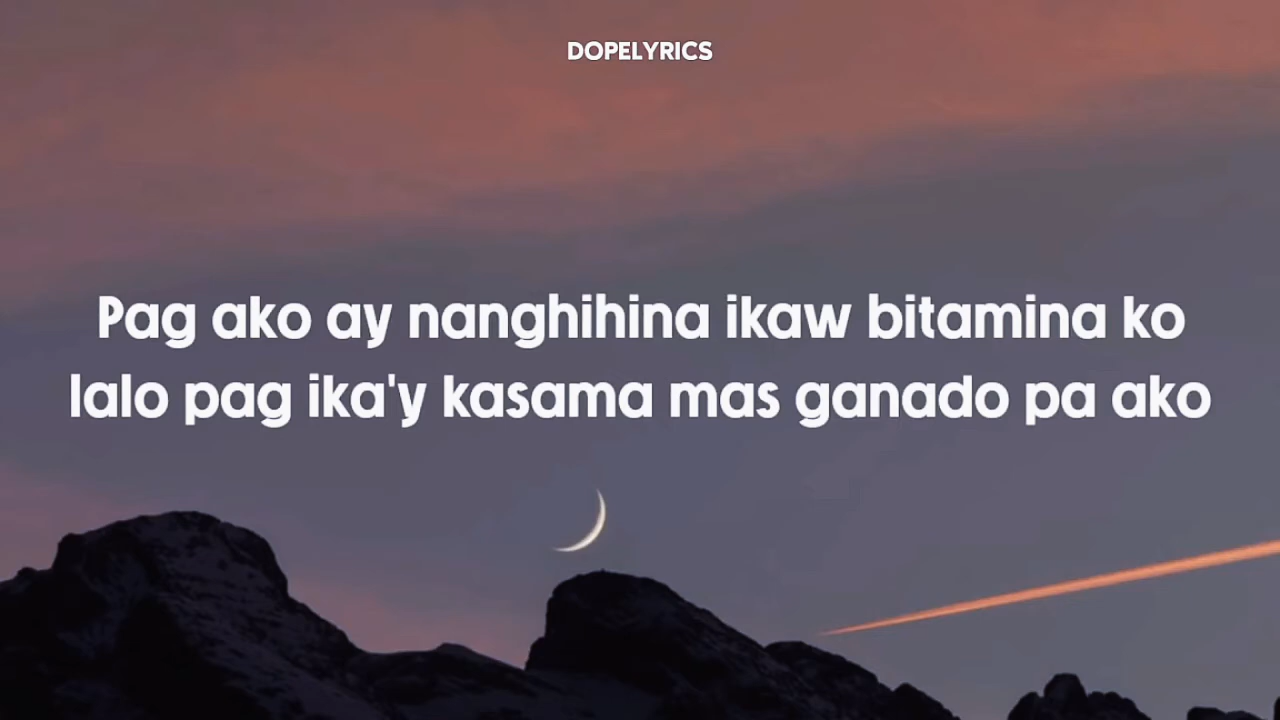 DOPELYRICS
Pag ako ay nanghihina ikaw bitamina ko
lalo pag ika'y kasama mas ganado pa ako